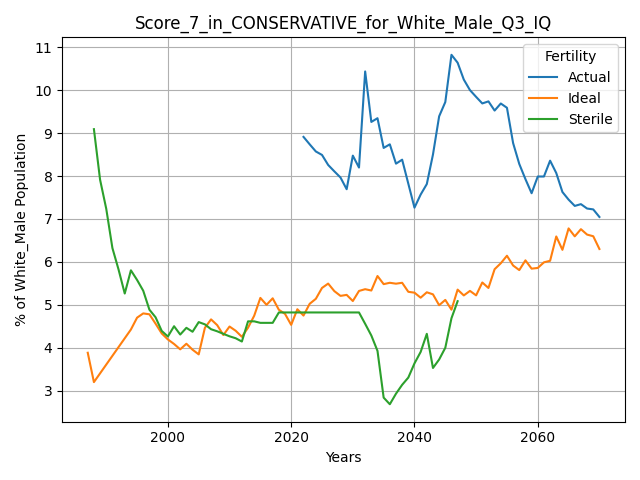 Score_7_in_CONSERVATIVE_for_White_Male_Q3_IQ
% of White_Male Population
11
10
9
8
7
6
5
4
3
Fertility
Actual
Ideal
Sterile
2000
2020
2040
2060
Years